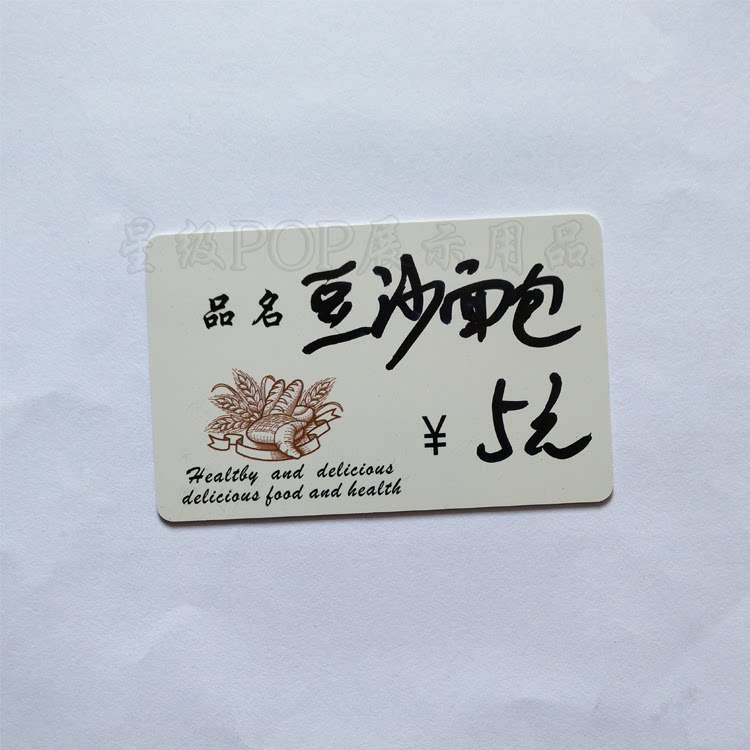 星级POP展示用品
品名 豆沙面包
¥ 5元
Healtby and delicious
delicious food and health